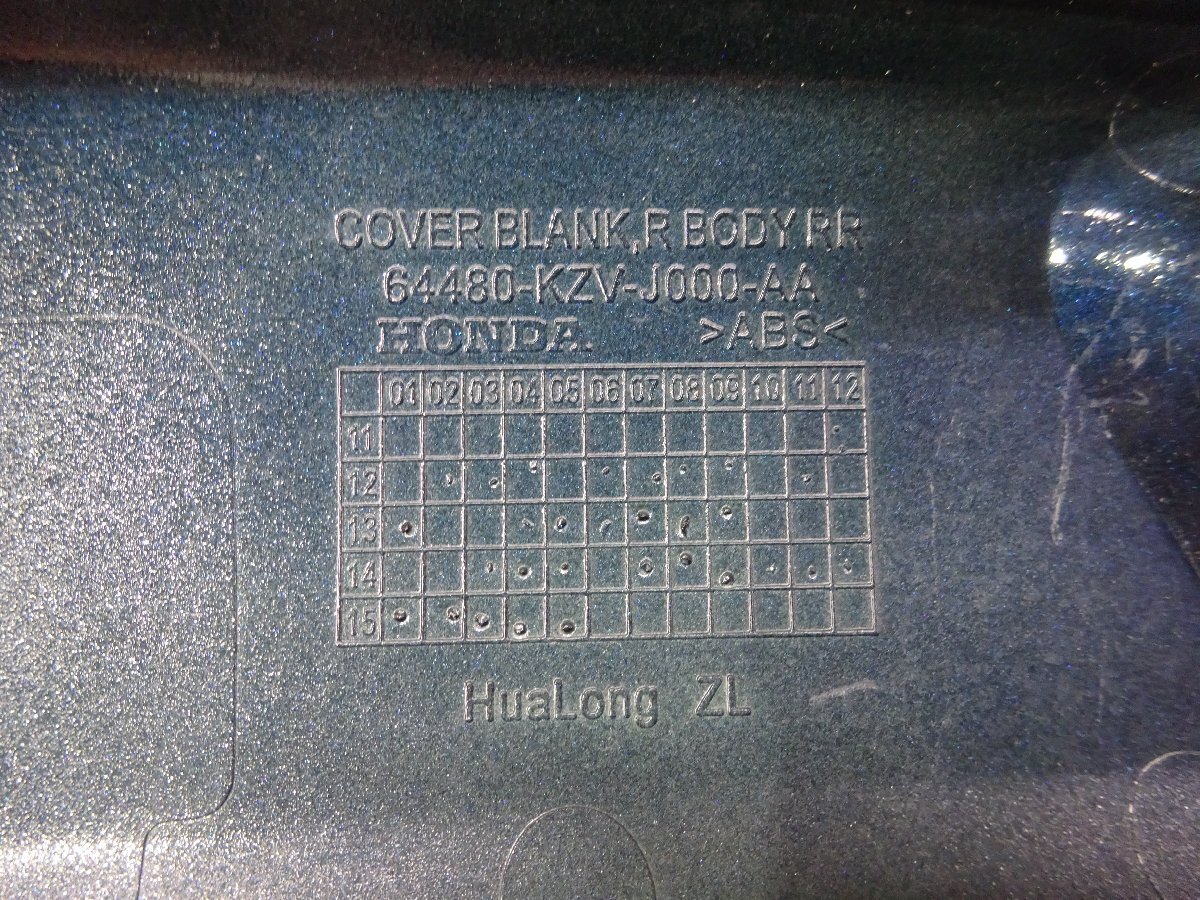 COVER BLANK,R BODY RR
64480-KZV-J000-AA
HONDA >ABS<
01 02 03 04 05 06 07 08 09 10 11 12
11
12
13
14
15
HuaLong ZL